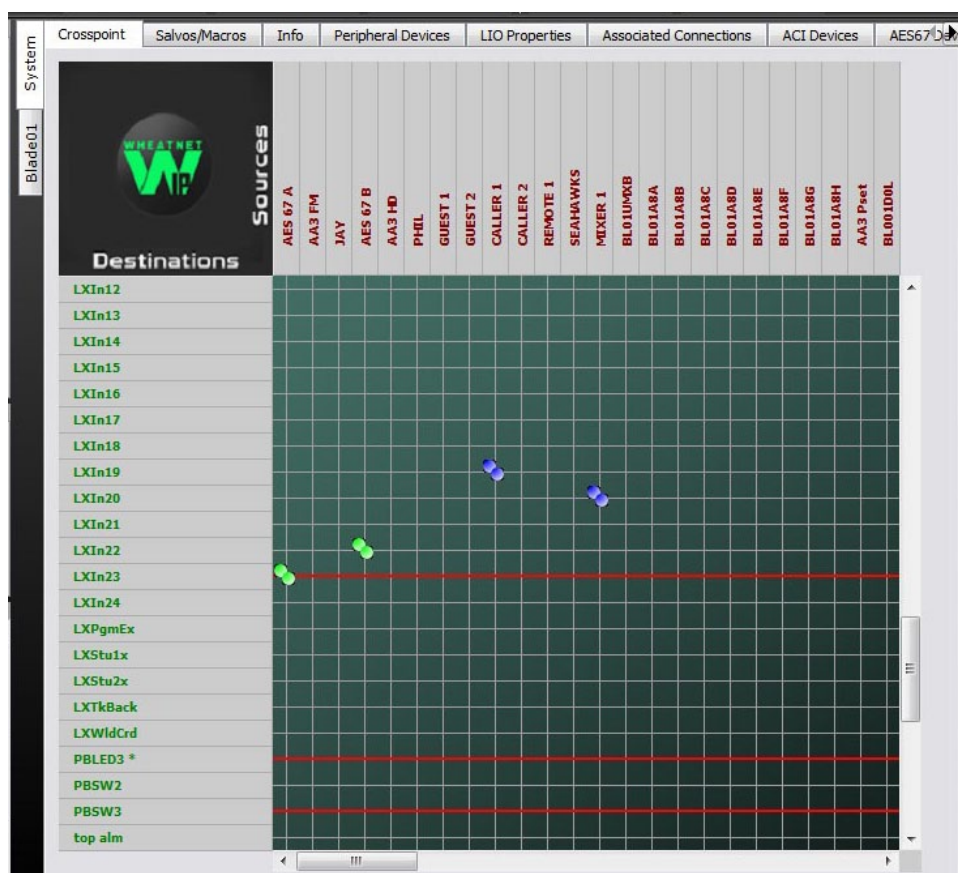 Crosspoint Salvos/Macros Info Peripheral Devices LIO Properties Associated Connections ACI Devices AES67
System
Blade01
WHEATNET
IP
Sources
Destinations
AES 67 A
AA3 FM
JAY
AES 67 B
AA3 HD
PHIL
GUEST 1
GUEST 2
CALLER 1
CALLER 2
REMOTE 1
SEAHAWKS
MIXER 1
BL01UMXB
BL01A8A
BL01A8B
BL01A8C
BL01A8D
BL01A8E
BL01A8F
BL01A8G
BL01A8H
AA3 Pset
BL001D0L
LXIn12
LXIn13
LXIn14
LXIn15
LXIn16
LXIn17
LXIn18
LXIn19
LXIn20
LXIn21
LXIn22
LXIn23
LXIn24
LXPgmEx
LXStu1x
LXStu2x
LXTkBack
LXWldCrd
PBLED3 *
PBSW2
PBSW3
top alm